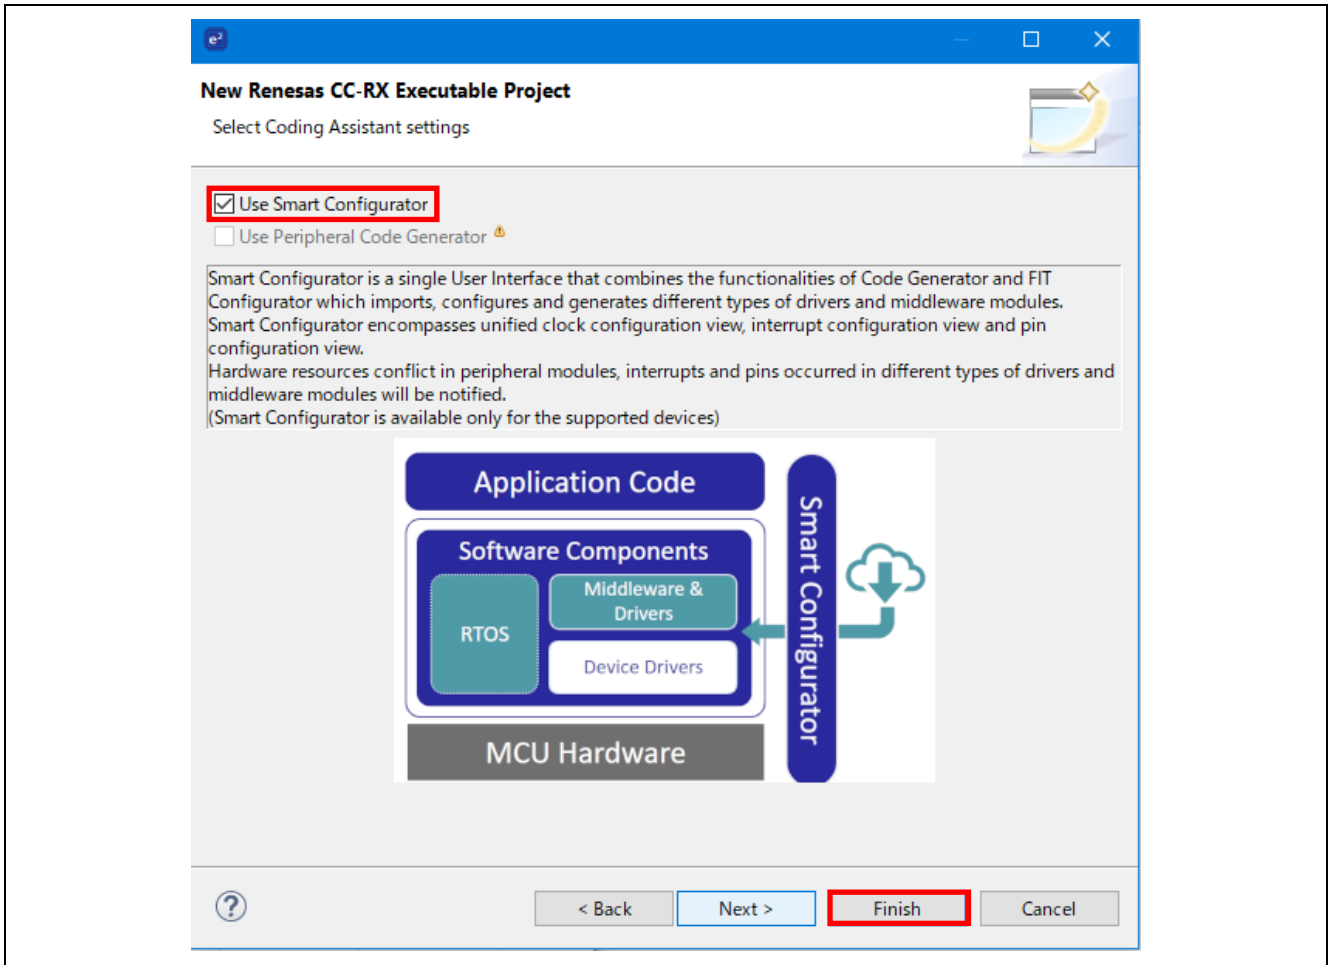 e²
New Renesas CC-RX Executable Project
Select Coding Assistant settings
Use Smart Configurator
Use Peripheral Code Generator
Smart Configurator is a single User Interface that combines the functionalities of Code Generator and FIT
Configurator which imports, configures and generates different types of drivers and middleware modules.
Smart Configurator encompasses unified clock configuration view, interrupt configuration view and pin
configuration view.
Hardware resources conflict in peripheral modules, interrupts and pins occurred in different types of drivers and
middleware modules will be notified.
(Smart Configurator is available only for the supported devices)
Application Code
Software Components
RTOS
Middleware &
Drivers
Device Drivers
MCU Hardware
Smart Configurator
?
< Back
Next >
Finish
Cancel